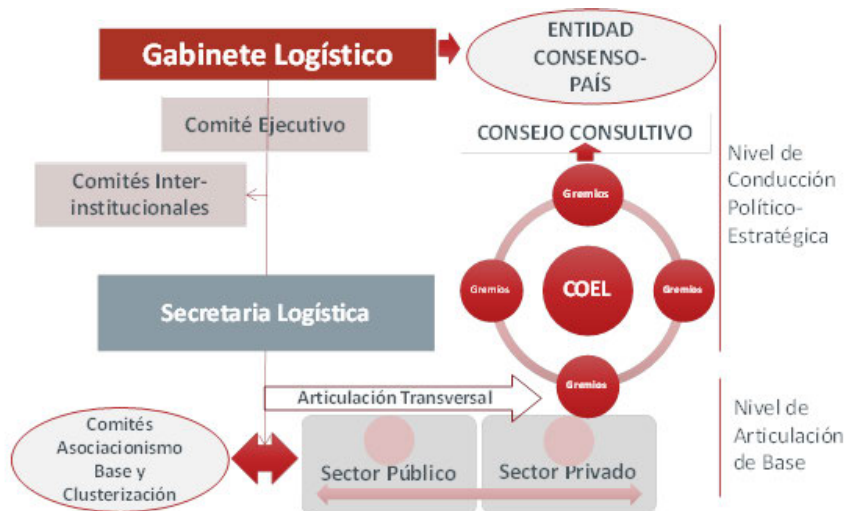 Gabinete Logístico
ENTIDAD
CONSENSO-
PAÍS
Comité Ejecutivo
CONSEJO CONSULTIVO
Comités Inter-
institucionales
Nivel de
Conducción
Político-
Estratégica
Gremios
Gremios
COEL
Gremios
Secretaria Logística
Gremios
Articulación Transversal
Comités
Asociacionismo
Base y
Clusterización
Sector Público
Sector Privado
Nivel de
Articulación
de Base